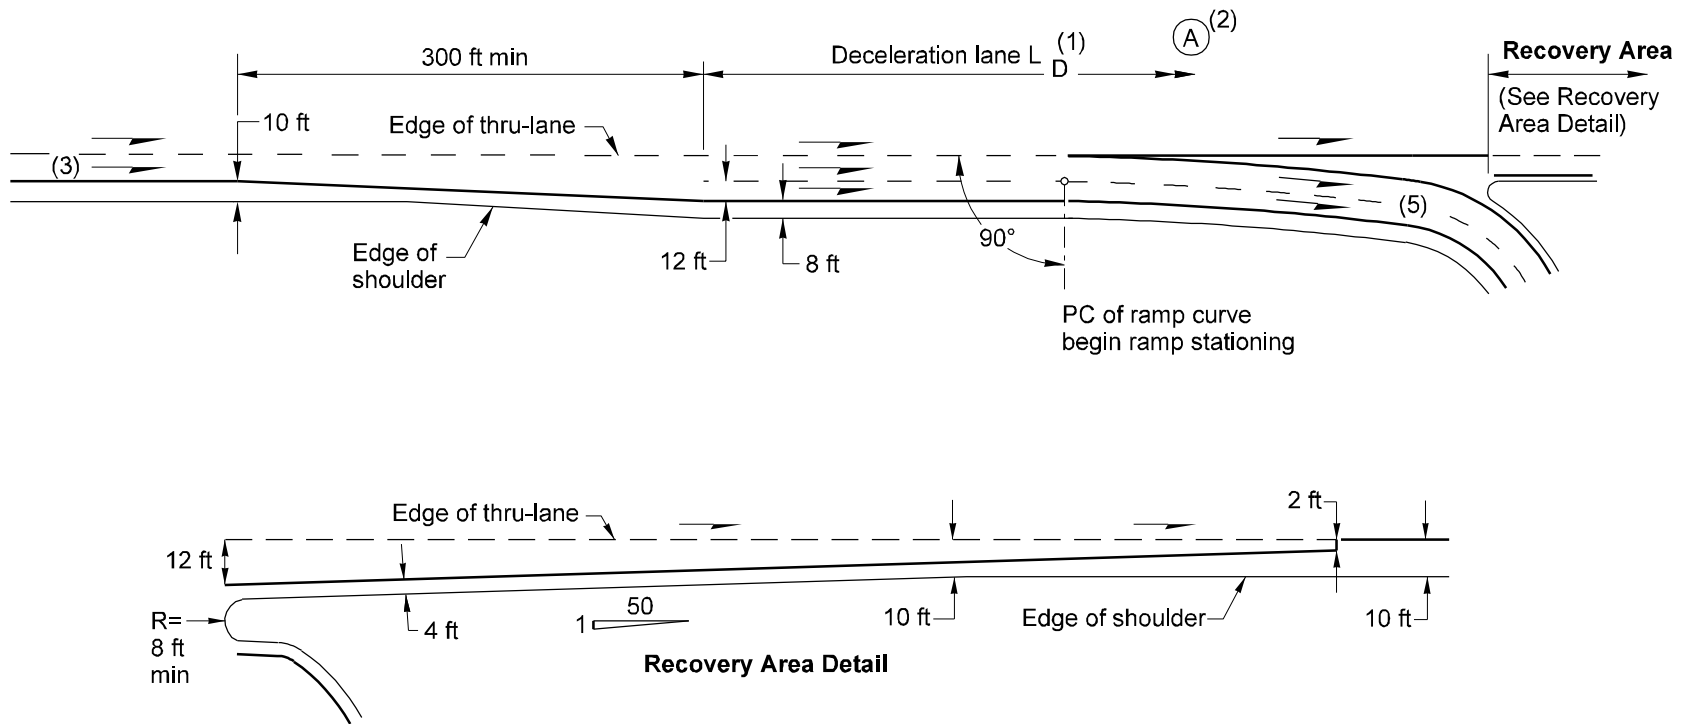 (2)
A
(1)
300 ft min
Deceleration lane L
D
Recovery Area
(See Recovery
Area Detail)
10 ft
Edge of thru-lane
(3)
(5)
90°
Edge of
shoulder
12 ft
8 ft
PC of ramp curve
begin ramp stationing
2 ft
Edge of thru-lane
12 ft
50
1
R=
8 ft
min
4 ft
10 ft
Edge of shoulder
10 ft
Recovery Area Detail